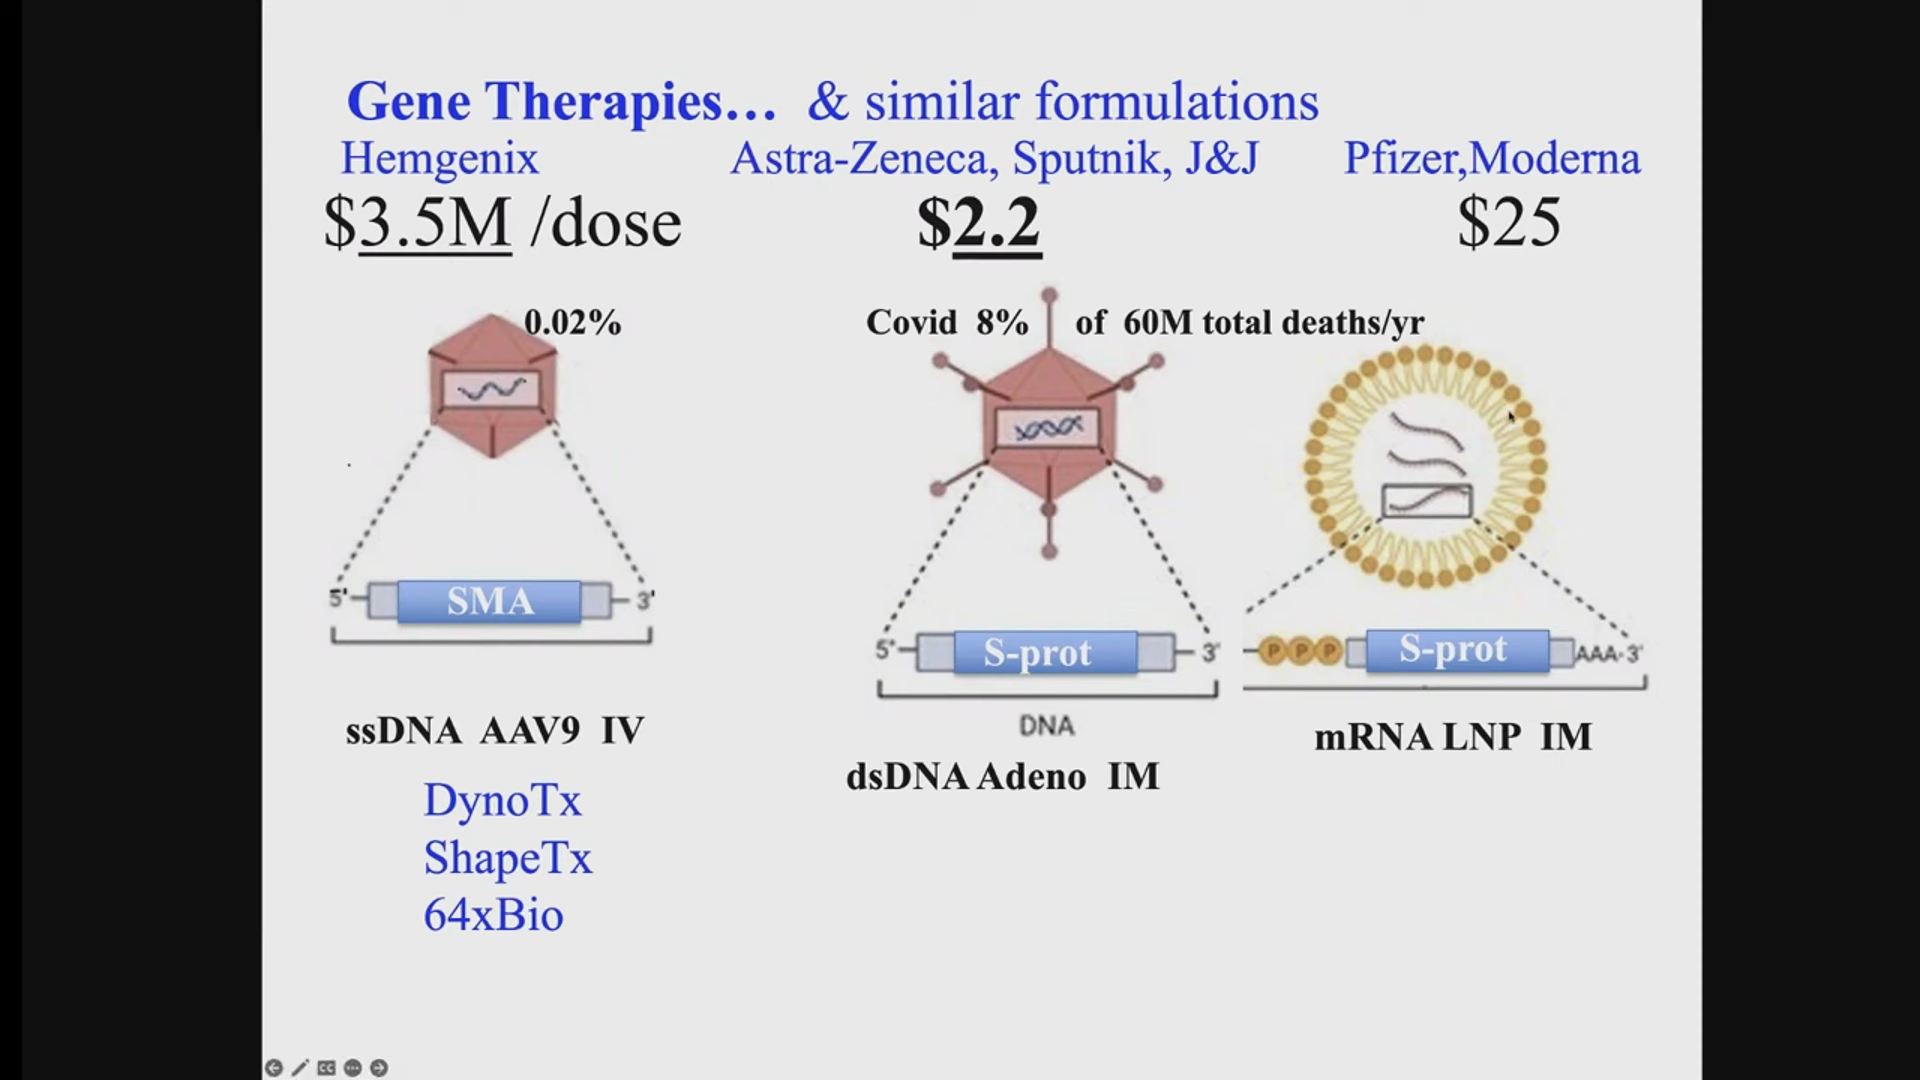 Gene Therapies… & similar formulations
Hemgenix Astra-Zeneca, Sputnik, J&J Pfizer,Moderna
$3.5M /dose $2.2 $25
0.02% Covid 8% of 60M total deaths/yr
5' SMA 3'
5' S-prot 3'
P P P S-prot AAA-3'
ssDNA AAV9 IV
DNA
mRNA LNP IM
dsDNA Adeno IM
DynoTx
ShapeTx
64xBio
CC